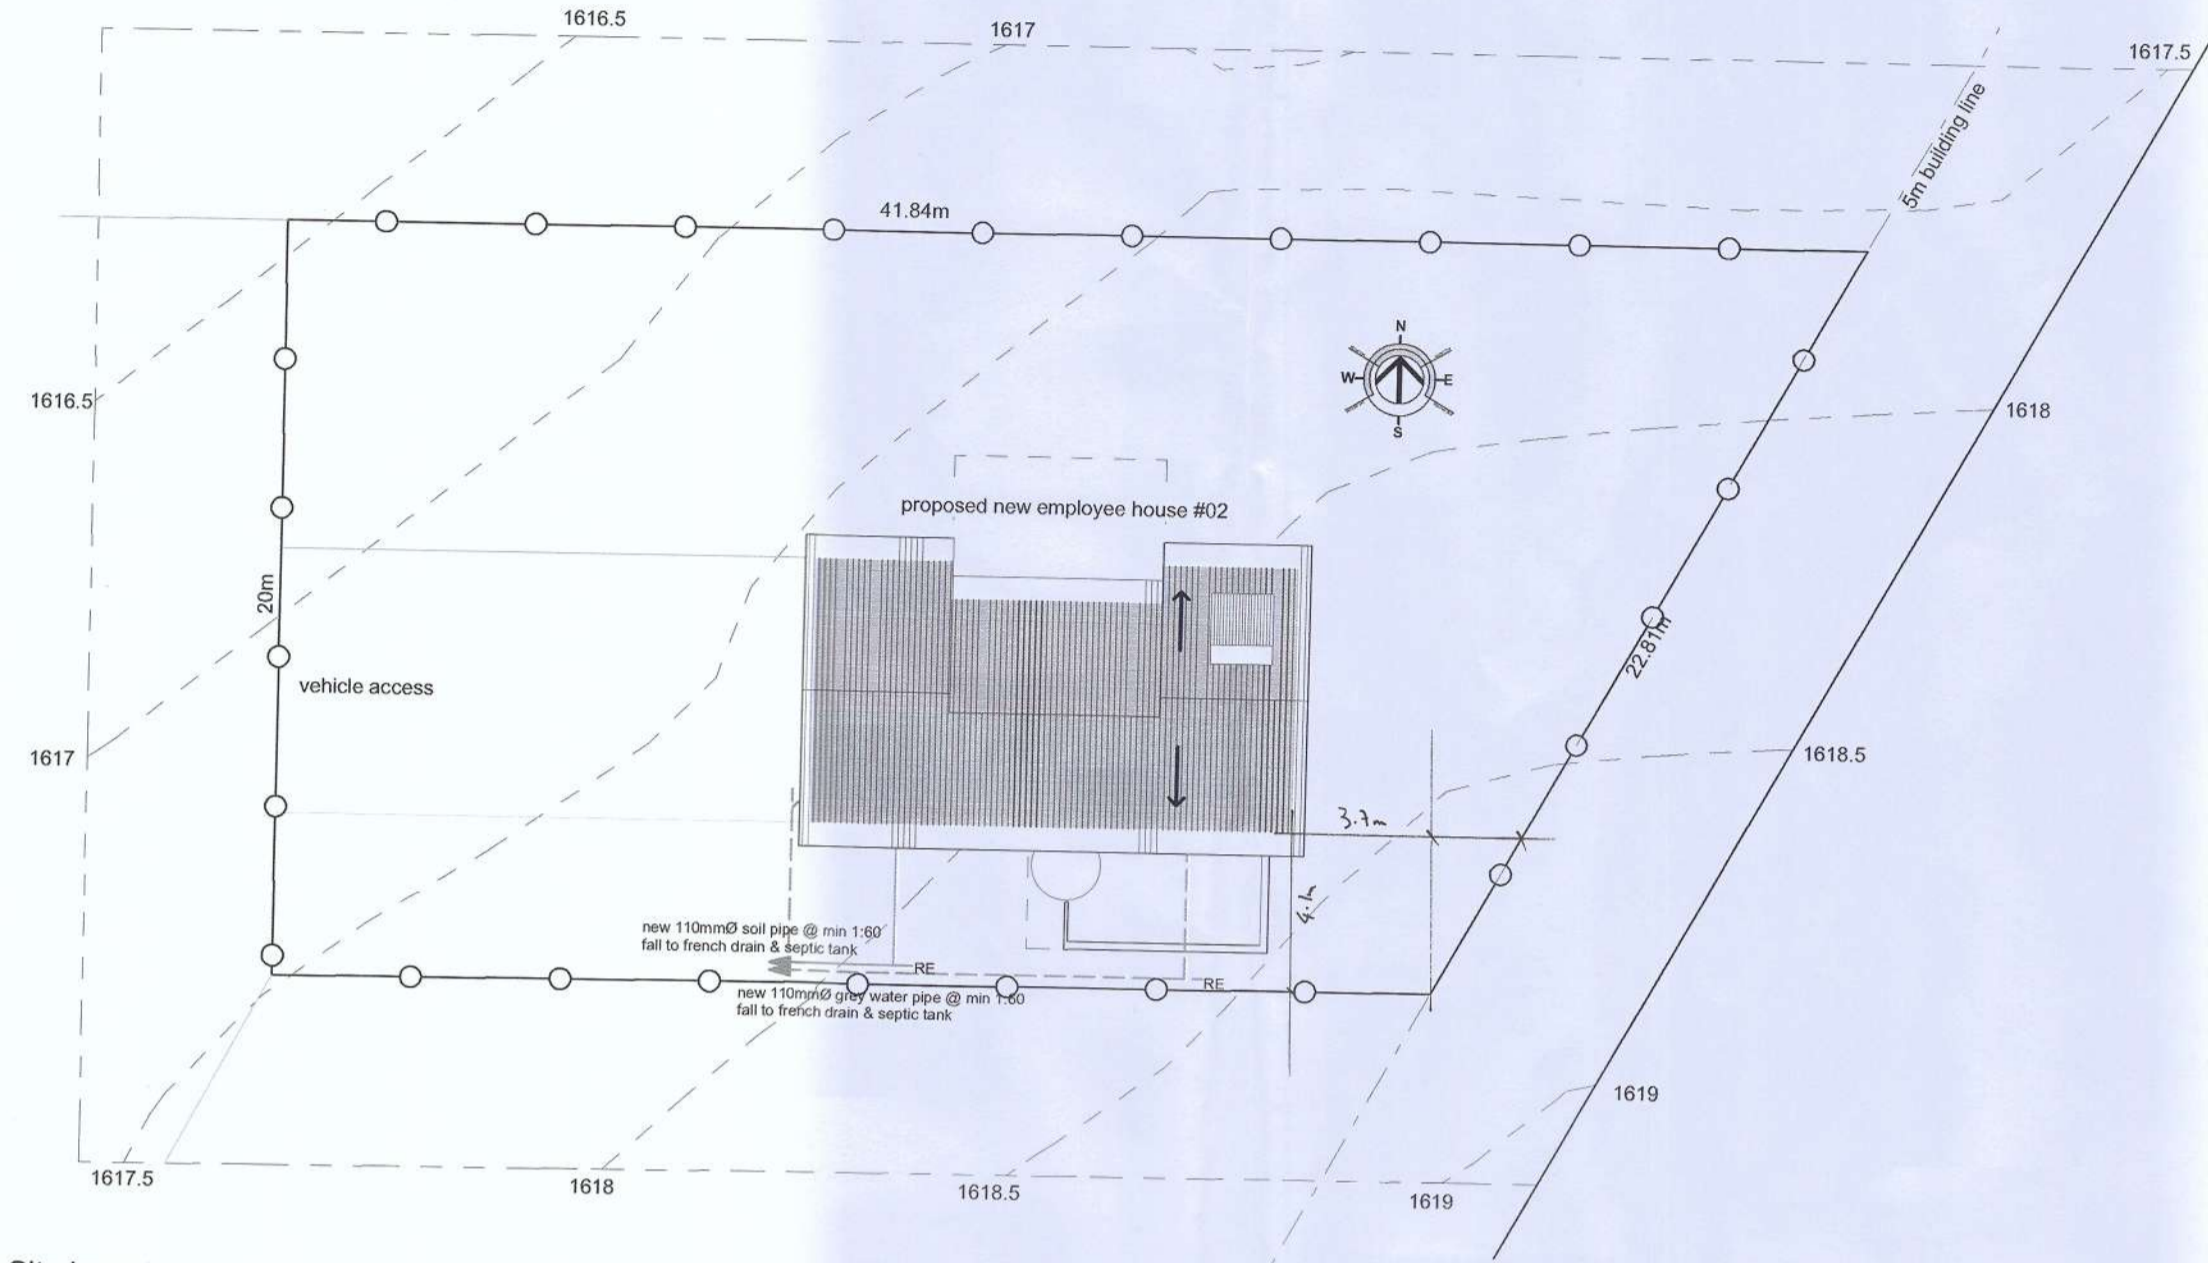 1616.5
1617
1617.5
5m building line
41.84m
N
W
E
S
1616.5
1618
proposed new employee house #02
20m
22.81m
vehicle access
1617
1618.5
3.7m
4.1m
new 110mmØ soil pipe @ min 1:60
fall to french drain & septic tank
RE
RE
new 110mmØ grey water pipe @ min 1:60
fall to french drain & septic tank
1619
1617.5
1618
1618.5
1619